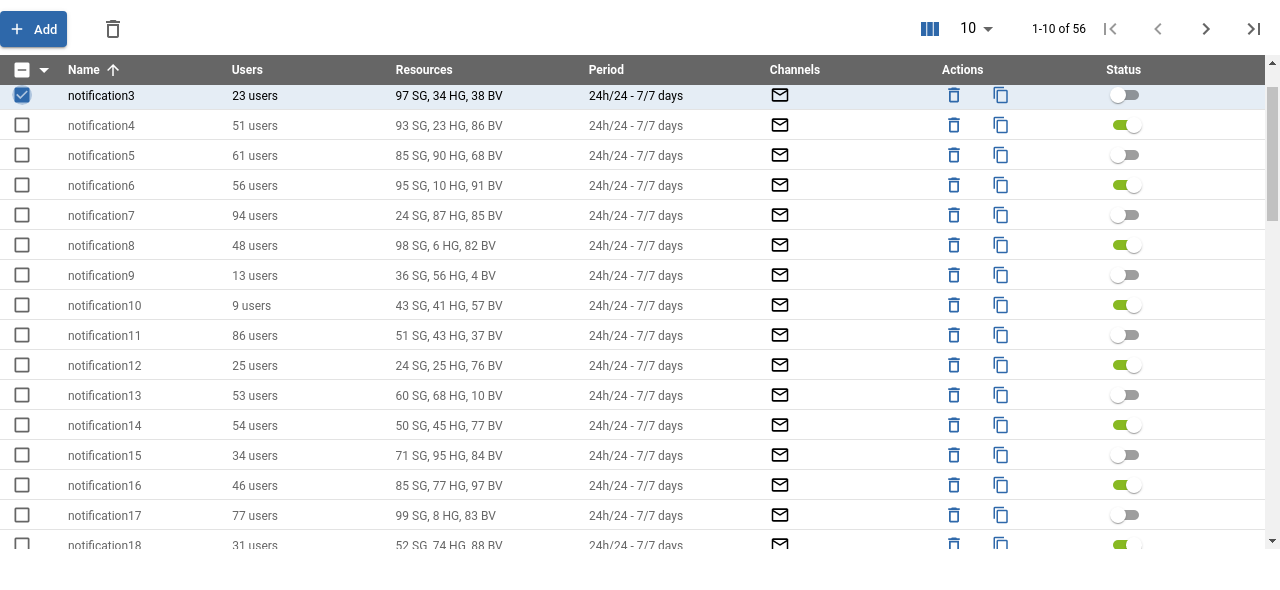 Add 10 1-10 of 56
Name Users Resources Period Channels Actions Status
notification3 23 users 97 SG, 34 HG, 38 BV 24h/24 - 7/7 days
notification4 51 users 93 SG, 23 HG, 86 BV 24h/24 - 7/7 days
notification5 61 users 85 SG, 90 HG, 68 BV 24h/24 - 7/7 days
notification6 56 users 95 SG, 10 HG, 91 BV 24h/24 - 7/7 days
notification7 94 users 24 SG, 87 HG, 85 BV 24h/24 - 7/7 days
notification8 48 users 98 SG, 6 HG, 82 BV 24h/24 - 7/7 days
notification9 13 users 36 SG, 56 HG, 4 BV 24h/24 - 7/7 days
notification10 9 users 43 SG, 41 HG, 57 BV 24h/24 - 7/7 days
notification11 86 users 51 SG, 43 HG, 37 BV 24h/24 - 7/7 days
notification12 25 users 24 SG, 25 HG, 76 BV 24h/24 - 7/7 days
notification13 53 users 60 SG, 68 HG, 10 BV 24h/24 - 7/7 days
notification14 54 users 50 SG, 45 HG, 77 BV 24h/24 - 7/7 days
notification15 34 users 71 SG, 95 HG, 84 BV 24h/24 - 7/7 days
notification16 46 users 85 SG, 77 HG, 97 BV 24h/24 - 7/7 days
notification17 77 users 99 SG, 8 HG, 83 BV 24h/24 - 7/7 days
notification18 31 users 52 SG, 74 HG, 88 BV 24h/24 - 7/7 days